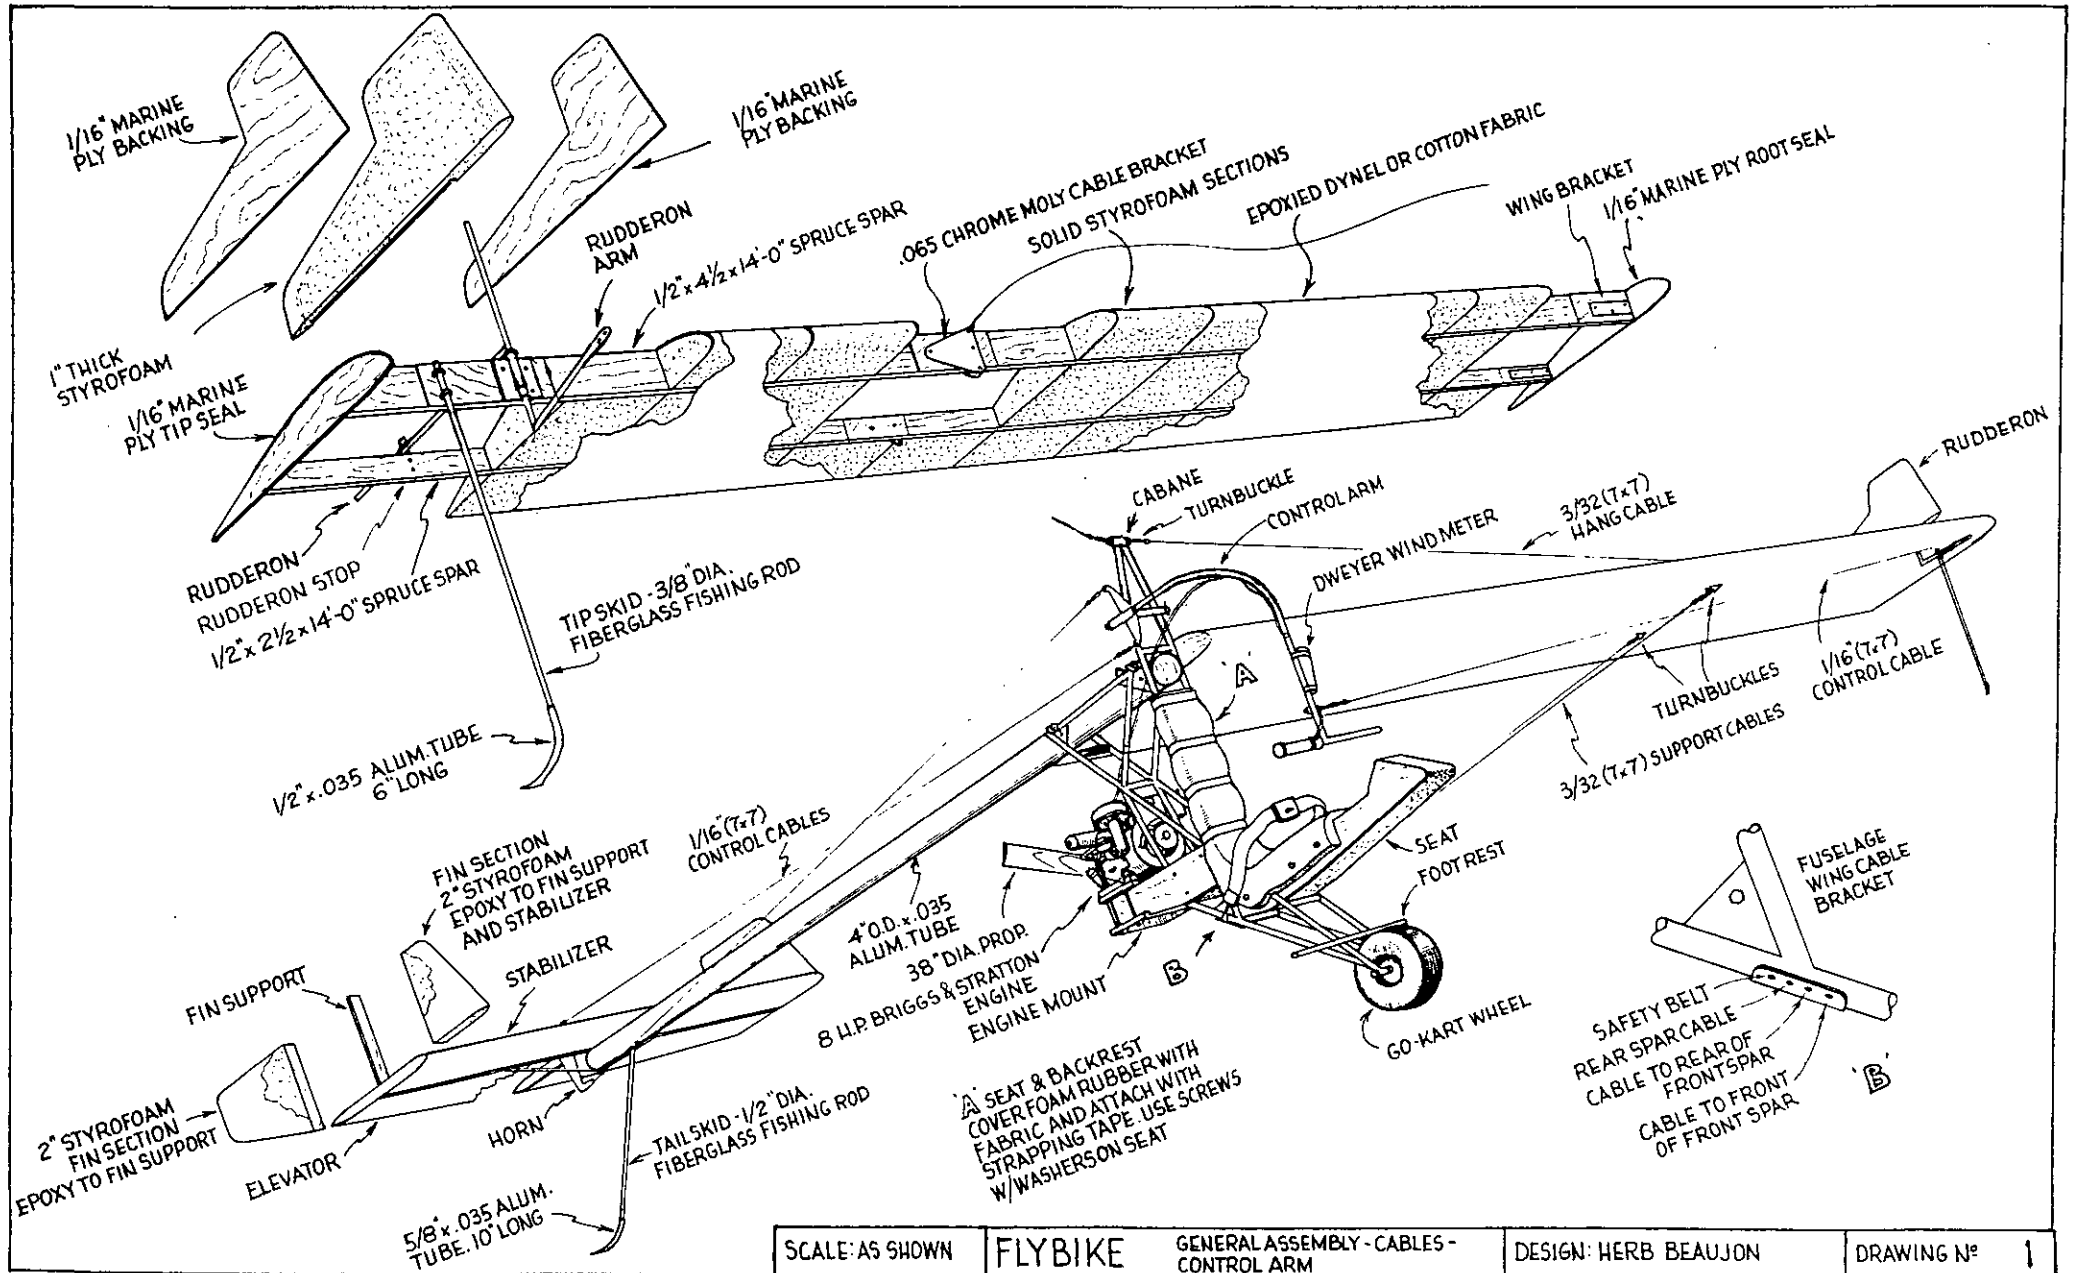 1/16" MARINE
PLY BACKING
1/16" MARINE
PLY BACKING
1" THICK
STYROFOAM
1/16" MARINE
PLY TIP SEAL
RUDDERON
ARM
1/2" x 4 1/2 x 14'-0" SPRUCE SPAR
.065 CHROME MOLY CABLE BRACKET
SOLID STYROFOAM SECTIONS
EPOXIED DYNEL OR COTTON FABRIC
WING BRACKET
1/16" MARINE PLY ROOT SEAL
RUDDERON
RUDDERON STOP
1/2" x 2 1/2 x 14'-0" SPRUCE SPAR
TIP SKID - 3/8" DIA.
FIBERGLASS FISHING ROD
1/2" x .035 ALUM. TUBE
6" LONG
CABANE
TURNBUCKLE
CONTROL ARM
DWEYER WIND METER
3/32 (7x7)
HANG CABLE
RUDDERON
'A'
1/16 (7x7)
CONTROL CABLE
TURNBUCKLES
3/32 (7x7) SUPPORT CABLES
FIN SECTION
2" STYROFOAM
EPOXY TO FIN SUPPORT
AND STABILIZER
1/16" (7x7)
CONTROL CABLES
4" O.D. x .035
ALUM. TUBE
38" DIA. PROP.
8 H.P. BRIGGS & STRATTON
ENGINE
ENGINE MOUNT
B
SEAT
FOOT REST
GO-KART WHEEL
FUSELAGE
WING CABLE
BRACKET
SAFETY BELT
REAR SPAR CABLE
CABLE TO REAR OF
FRONT SPAR
CABLE TO FRONT
OF FRONT SPAR
'B'
STABILIZER
FIN SUPPORT
2" STYROFOAM
FIN SECTION
EPOXY TO FIN SUPPORT
ELEVATOR
HORN
TAIL SKID - 1/2" DIA.
FIBERGLASS FISHING ROD
5/8" x .035 ALUM.
TUBE. 10" LONG
'A' SEAT & BACKREST
COVER FOAM RUBBER WITH
FABRIC AND ATTACH WITH
STRAPPING TAPE. USE SCREWS
W/WASHERS ON SEAT
SCALE: AS SHOWN
FLYBIKE
GENERAL ASSEMBLY - CABLES -
CONTROL ARM
DESIGN: HERB BEAUJON
DRAWING Nº 1